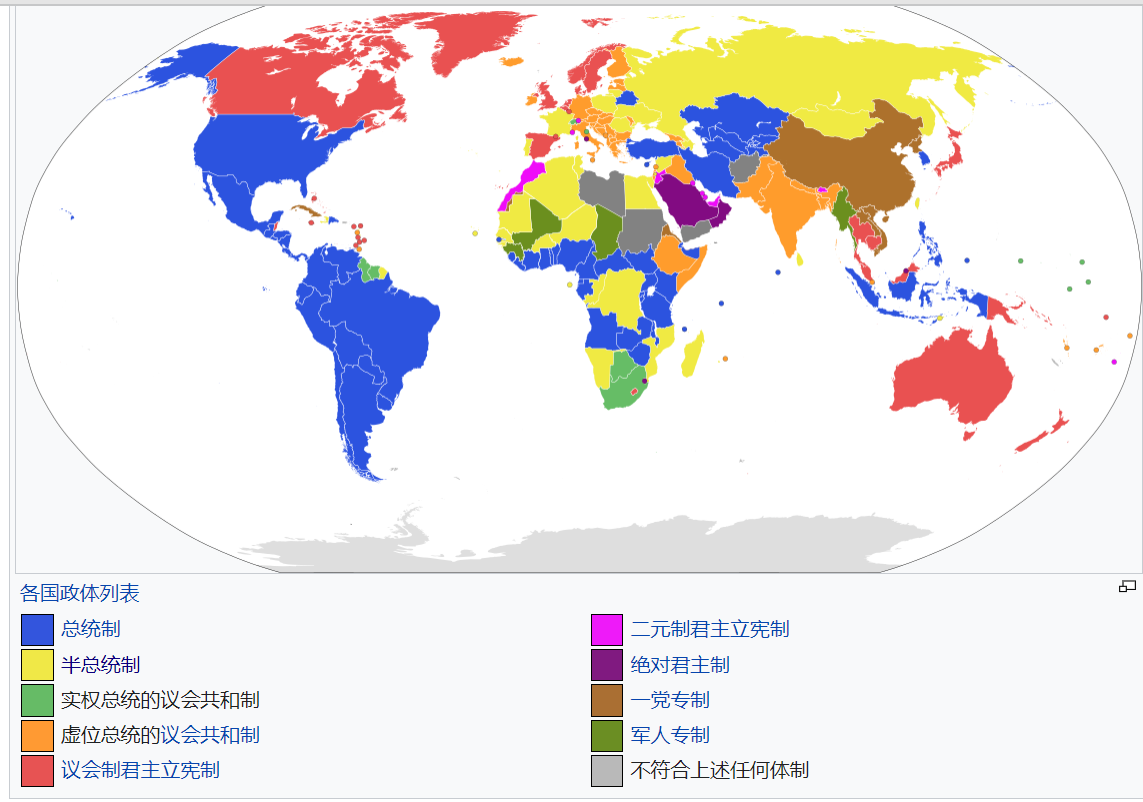 各国政体列表
总统制
半总统制
实权总统的议会共和制
虚位总统的议会共和制
议会制君主立宪制
二元制君主立宪制
绝对君主制
一党专制
军人专制
不符合上述任何体制